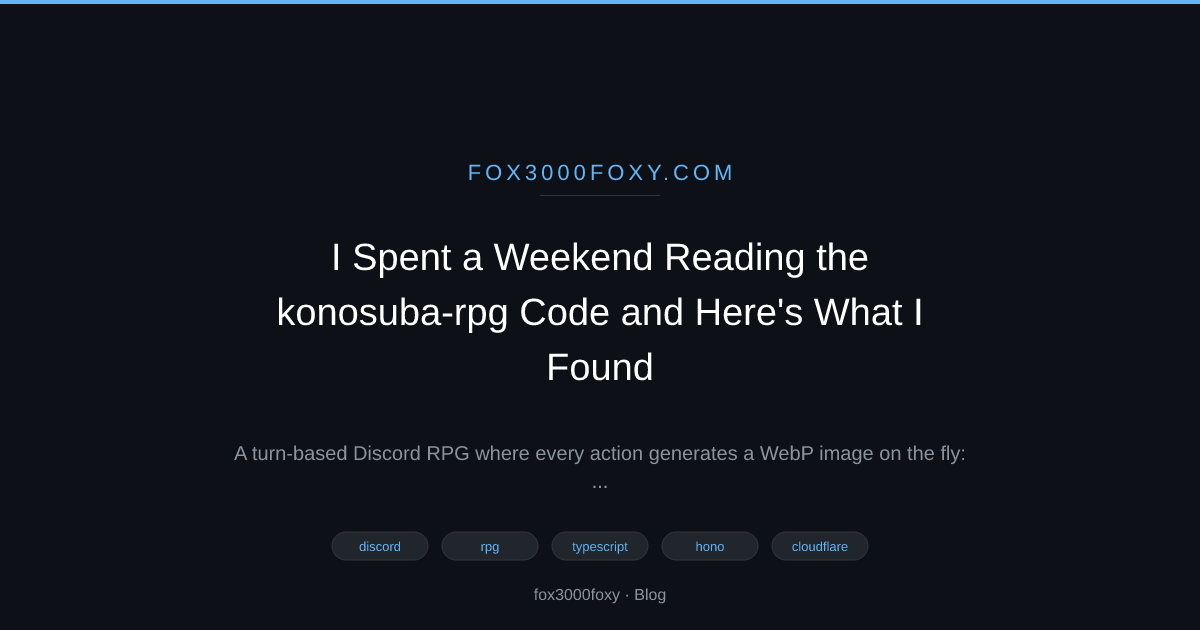 FOX3000FOXY.COM
I Spent a Weekend Reading the
konosuba-rpg Code and Here's What I
Found
A turn-based Discord RPG where every action generates a WebP image on the fly:
...
discord rpg typescript hono cloudflare
fox3000foxy · Blog